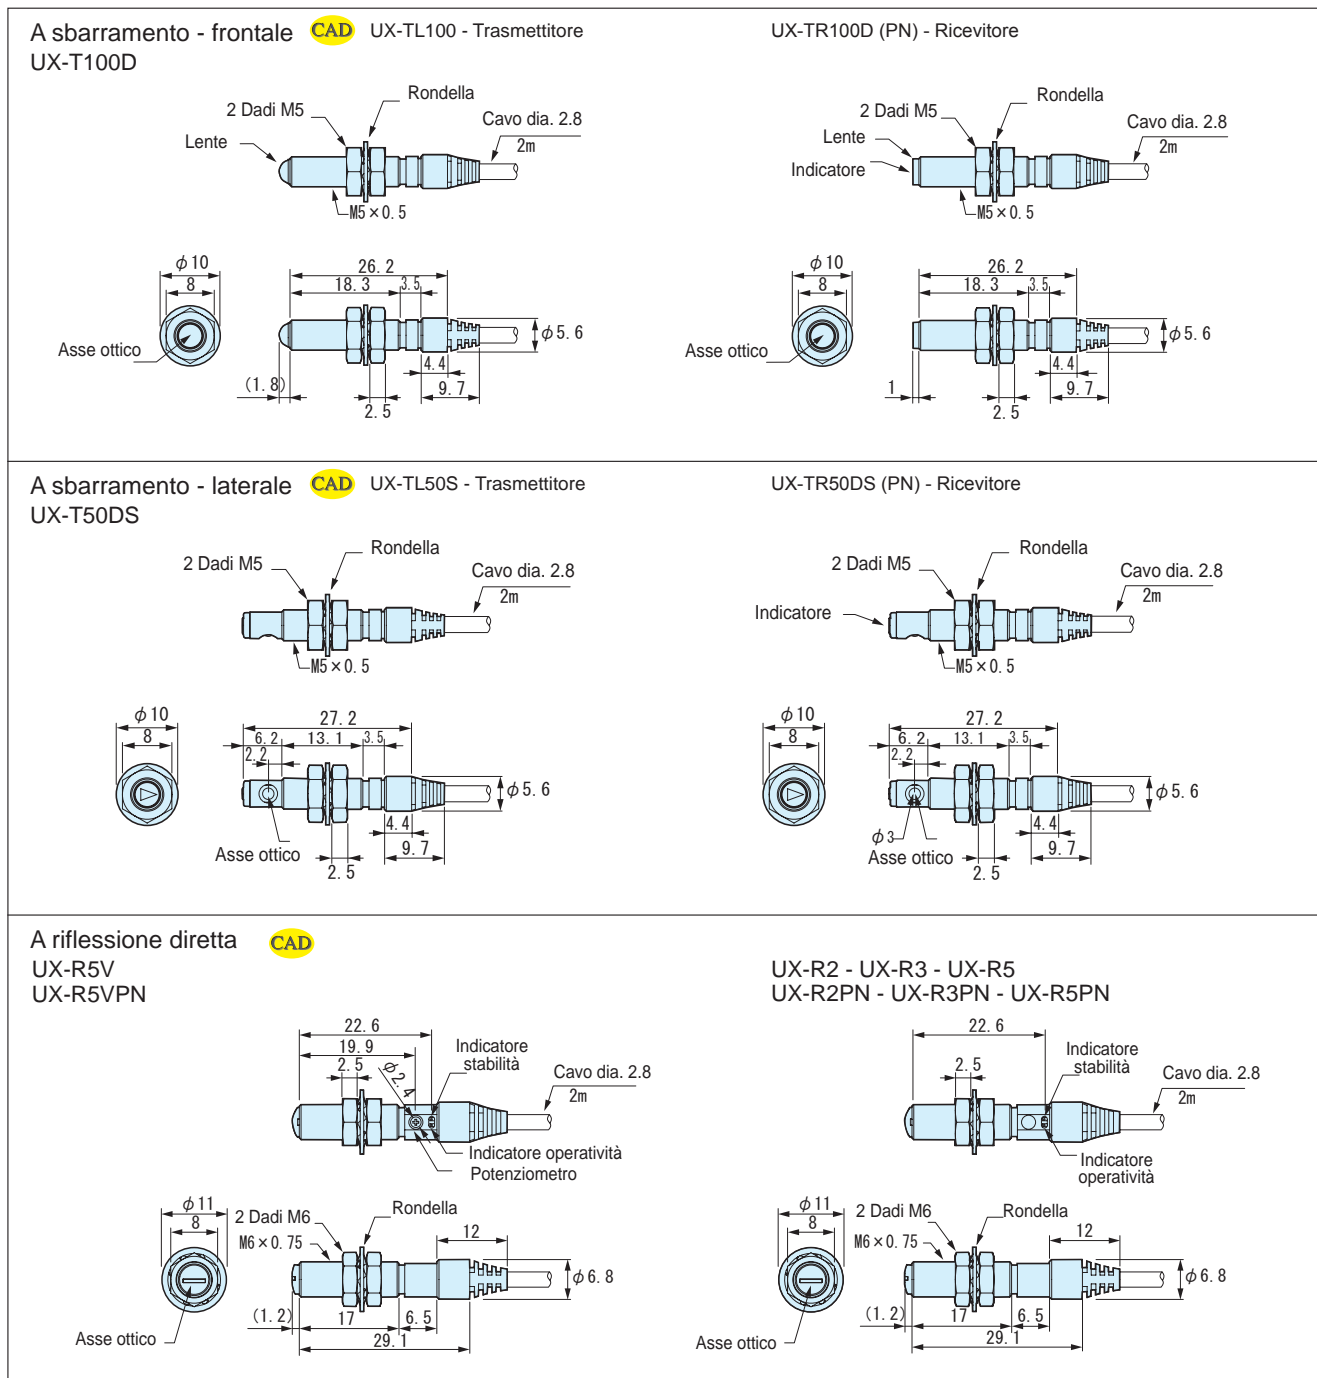 A sbarramento - frontale CAD UX-TL100 - Trasmettitore UX-TR100D (PN) - Ricevitore
UX-T100D
Rondella
2 Dadi M5
Cavo dia. 2.8
2m
Lente
M5×0.5
Rondella
2 Dadi M5
Cavo dia. 2.8
2m
Lente
Indicatore
M5×0.5
φ10
8
Asse ottico
26.2
18.3
3.5
φ5.6
(1.8)
4.4
9.7
2.5
φ10
8
Asse ottico
26.2
18.3
3.5
φ5.6
1
4.4
9.7
2.5
A sbarramento - laterale CAD UX-TL50S - Trasmettitore UX-TR50DS (PN) - Ricevitore
UX-T50DS
Rondella
2 Dadi M5
Cavo dia. 2.8
2m
M5×0.5
Rondella
2 Dadi M5
Cavo dia. 2.8
2m
Indicatore
M5×0.5
φ10
8
27.2
6.2
13.1
3.5
2.2
φ5.6
Asse ottico
4.4
9.7
2.5
φ10
8
27.2
6.2
13.1
3.5
2.2
φ5.6
φ3
Asse ottico
4.4
9.7
2.5
A riflessione diretta CAD
UX-R5V
UX-R5VPN
UX-R2 - UX-R3 - UX-R5
UX-R2PN - UX-R3PN - UX-R5PN
22.6
19.9
2.5
φ2.4
Indicatore
stabilità
Cavo dia. 2.8
2m
Indicatore operatività
Potenziometro
22.6
2.5
Indicatore
stabilità
Cavo dia. 2.8
2m
Indicatore
operatività
φ11
8
2 Dadi M6
M6×0.75
Rondella
12
φ6.8
Asse ottico
(1.2)
17
6.5
29.1
φ11
8
2 Dadi M6
M6×0.75
Rondella
12
φ6.8
Asse ottico
(1.2)
17
6.5
29.1